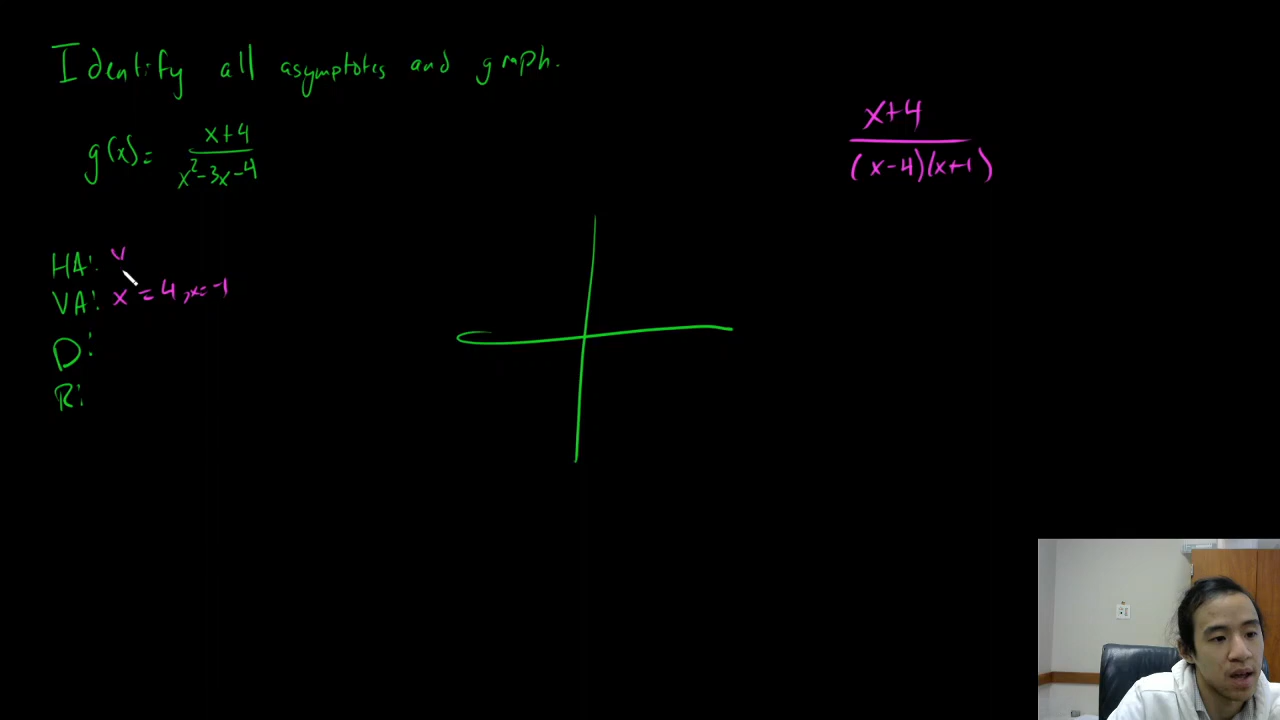 Identify all asymptotes and graph.
g(x)= x+4 / x²-3x-4
x+4 / (x-4)(x+1)
HA:
VA: x=4, x=-1
D:
R: